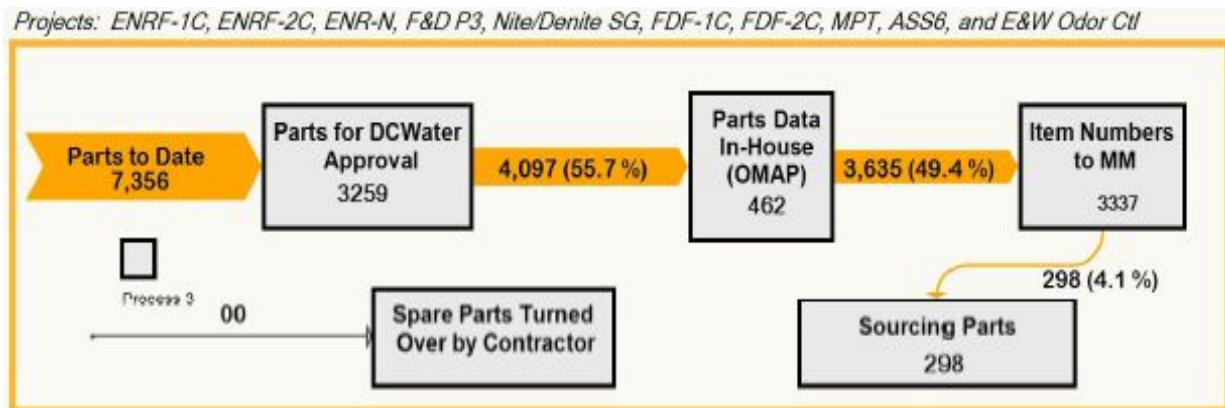 Projects: ENRF-1C, ENRF-2C, ENR-N, F&D P3, Nite/Denite SG, FDF-1C, FDF-2C, MPT, ASS6, and E&W Odor Ctl
Parts to Date
7,356
Parts for DCWater
Approval
3259
4,097 (55.7 %)
Parts Data
In-House
(OMAP)
462
3,635 (49.4 %)
Item Numbers
to MM
3337
298 (4.1 %)
Process 3
00
Spare Parts Turned
Over by Contractor
Sourcing Parts
298